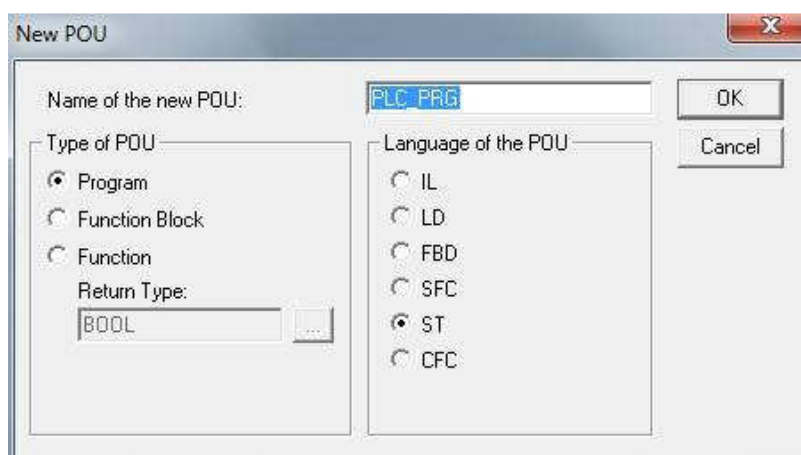 New POU
Name of the new POU:
PLC_PRG
OK
Cancel
Type of POU
Program
Function Block
Function
Return Type:
BOOL
...
Language of the POU
IL
LD
FBD
SFC
ST
CFC